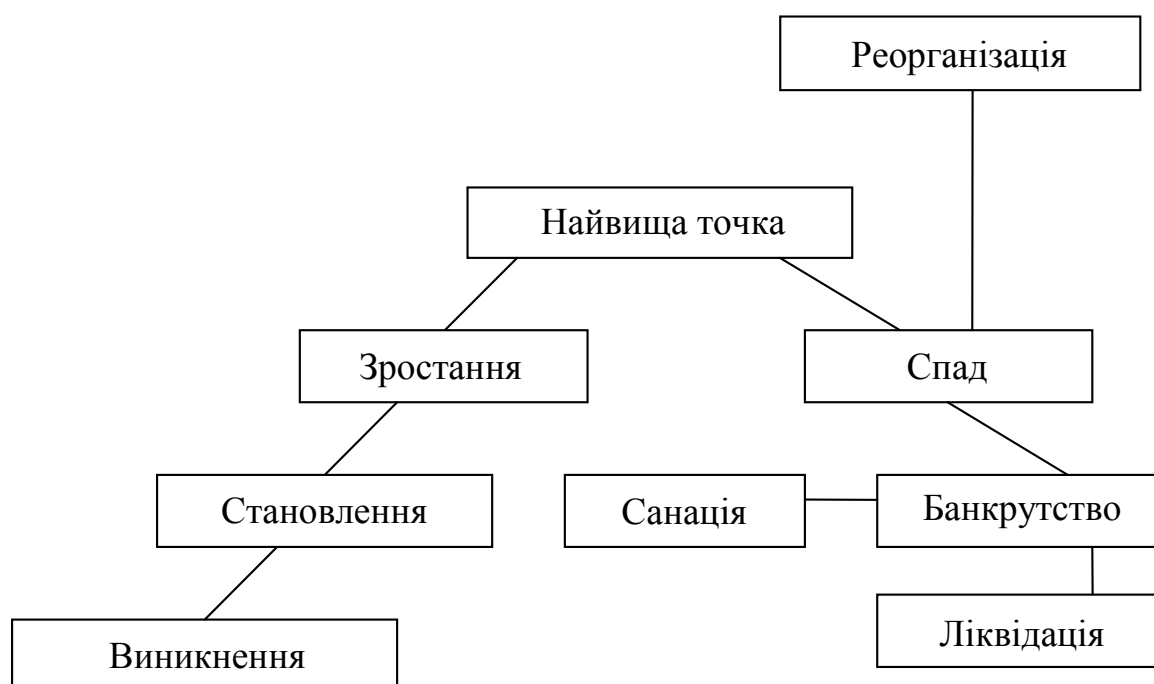 Реорганізація
Найвища точка
Зростання
Спад
Становлення
Санація
Банкрутство
Ліквідація
Виникнення